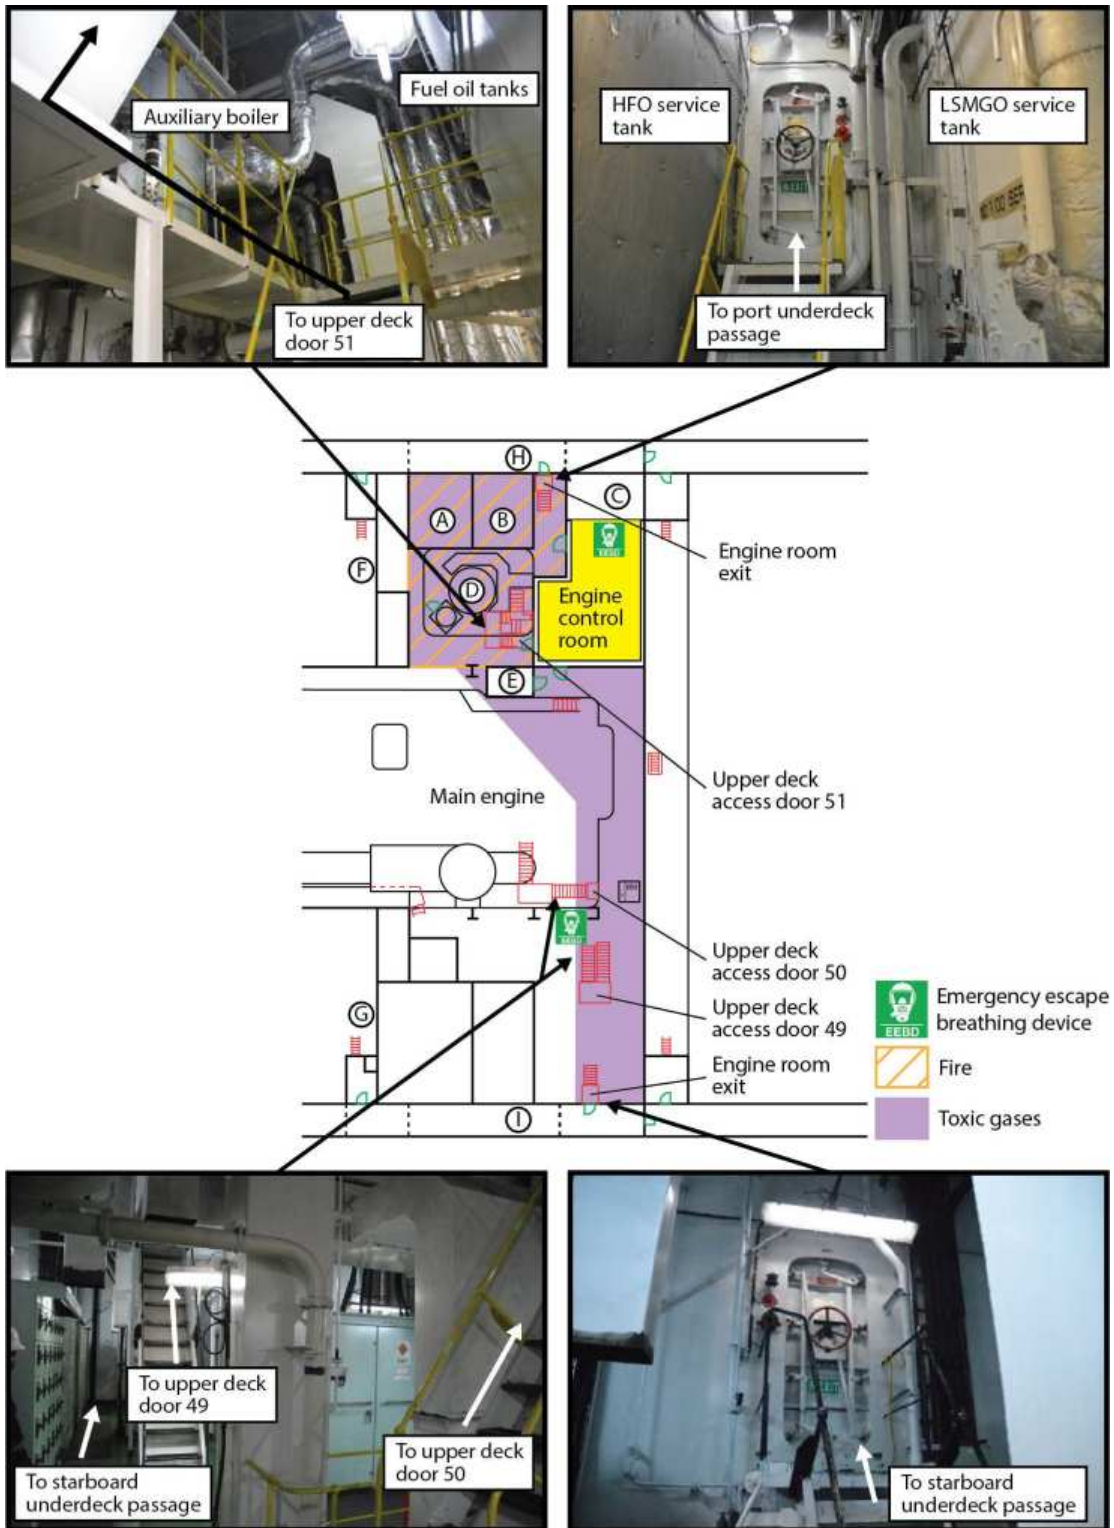 Auxiliary boiler
Fuel oil tanks
To upper deck
door 51
HFO service
tank
LSMGO service
tank
To port underdeck
passage
H
A
B
C
EEBD
Engine room
exit
F
D
Engine
control
room
E
Main engine
Upper deck
access door 51
EEBD
Upper deck
access door 50
Upper deck
access door 49
G
Engine room
exit
I
EEBD
Emergency escape
breathing device
Fire
Toxic gases
To upper deck
door 49
To starboard
underdeck passage
To upper deck
door 50
To starboard
underdeck passage